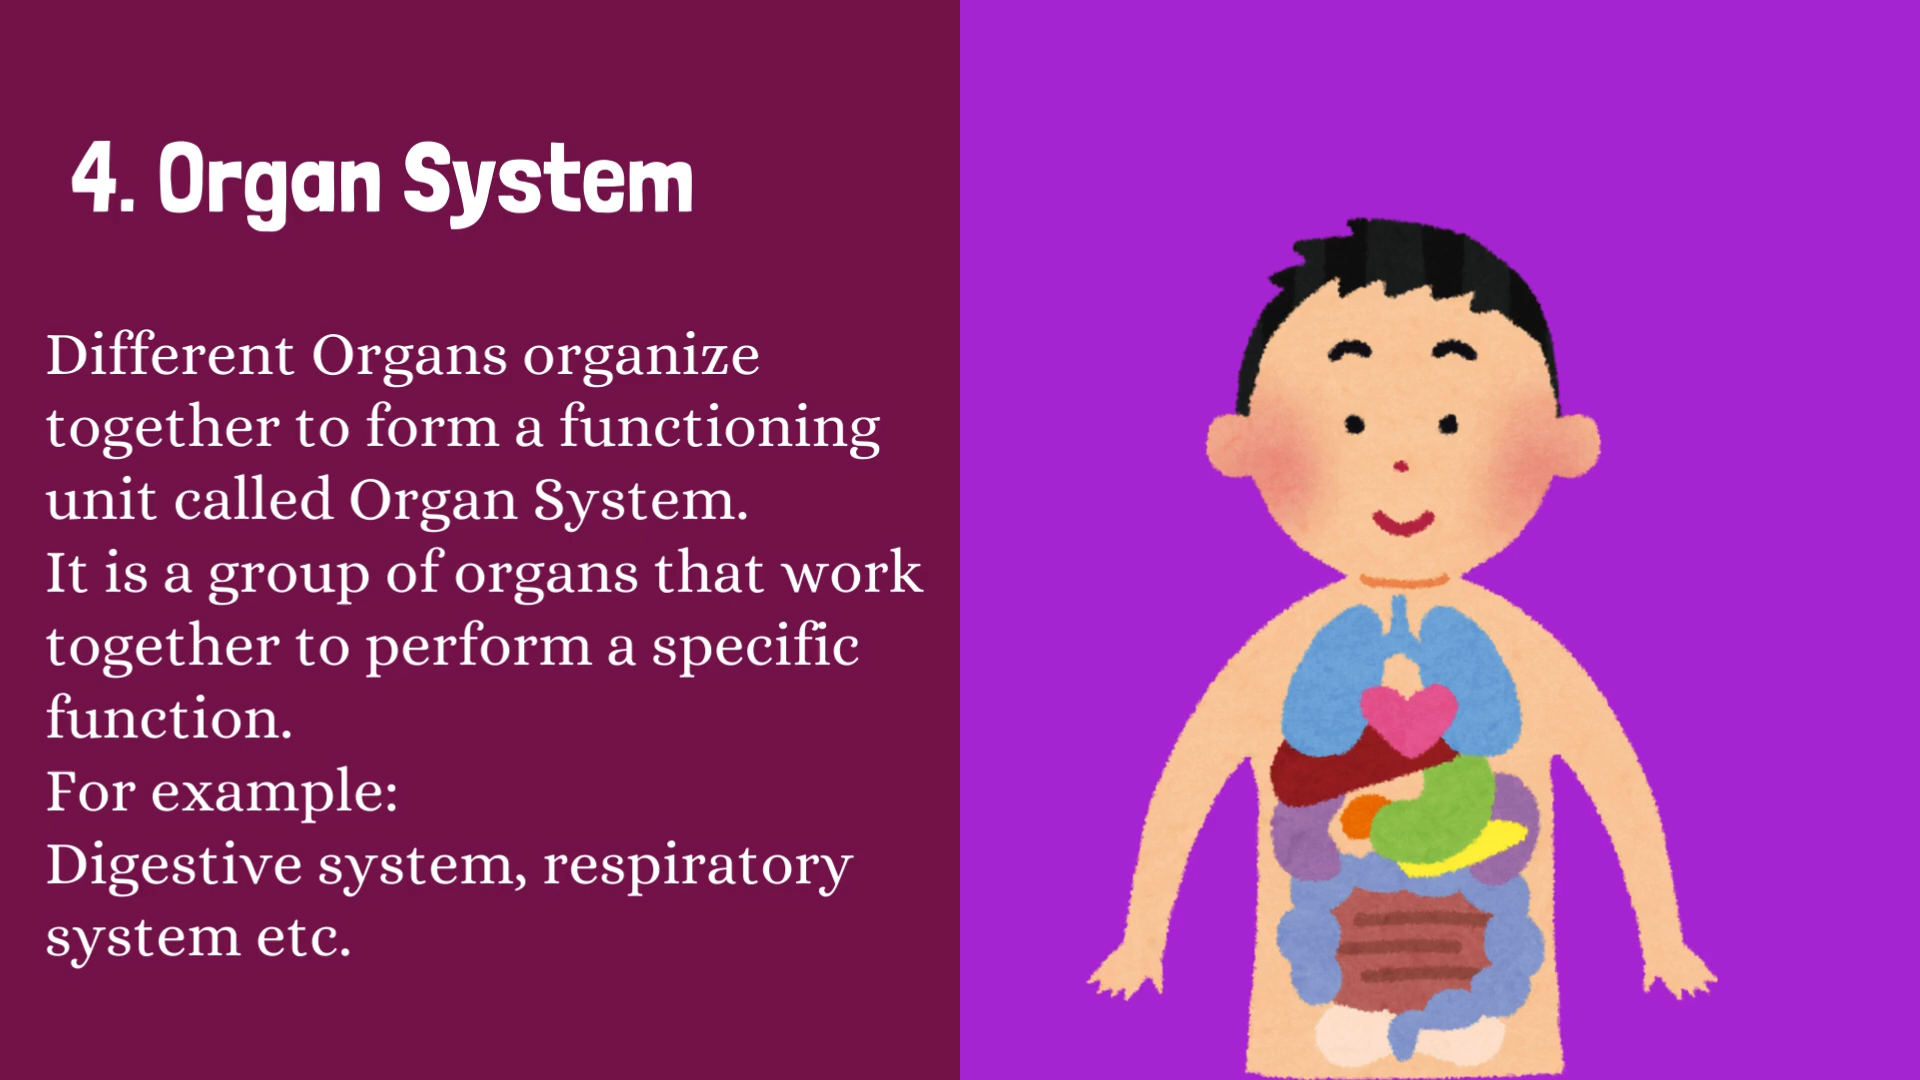 4. Organ System
Different Organs organize
together to form a functioning
unit called Organ System.
It is a group of organs that work
together to perform a specific
function.
For example:
Digestive system, respiratory
system etc.